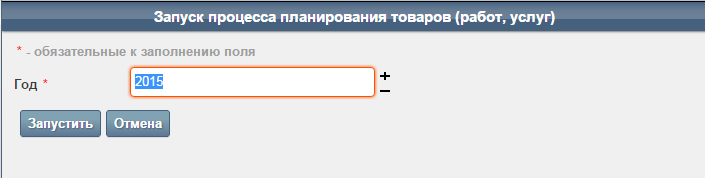 Запуск процесса планирования товаров (работ, услуг)
* - обязательные к заполнению поля
Год * 2015 + −
Запустить Отмена